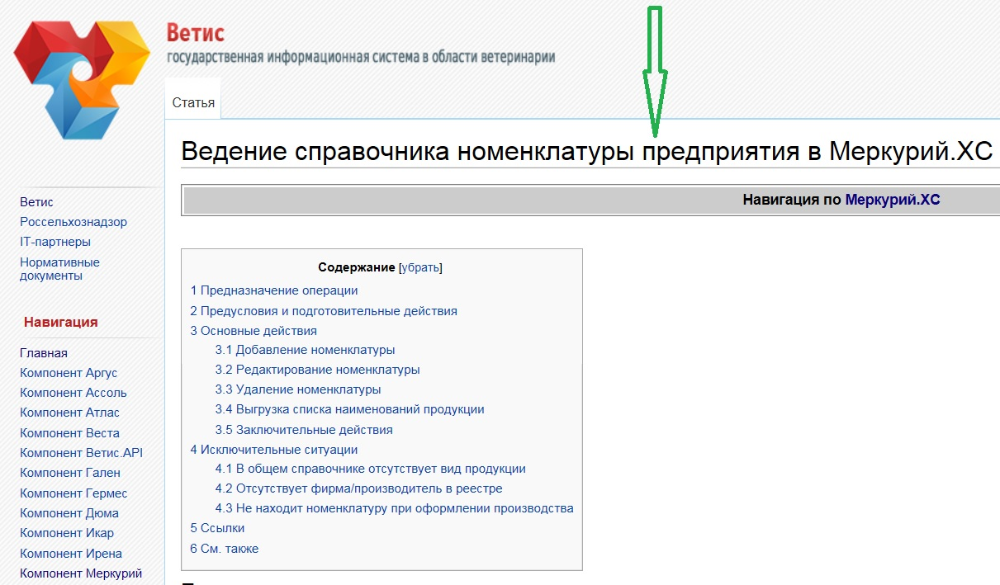 Ветис
государственная информационная система в области ветеринарии
Статья
Ведение справочника номенклатуры предприятия в Меркурий.ХС
Навигация по Меркурий.ХС
Ветис
Россельхознадзор
IT-партнеры
Нормативные
документы
Навигация
Главная
Компонент Аргус
Компонент Ассоль
Компонент Атлас
Компонент Веста
Компонент Ветис.API
Компонент Гален
Компонент Гермес
Компонент Дюма
Компонент Икар
Компонент Ирена
Компонент Меркурий
Содержание [убрать]
1 Предназначение операции
2 Предусловия и подготовительные действия
3 Основные действия
3.1 Добавление номенклатуры
3.2 Редактирование номенклатуры
3.3 Удаление номенклатуры
3.4 Выгрузка списка наименований продукции
3.5 Заключительные действия
4 Исключительные ситуации
4.1 В общем справочнике отсутствует вид продукции
4.2 Отсутствует фирма/производитель в реестре
4.3 Не находит номенклатуру при оформлении производства
5 Ссылки
6 См. также